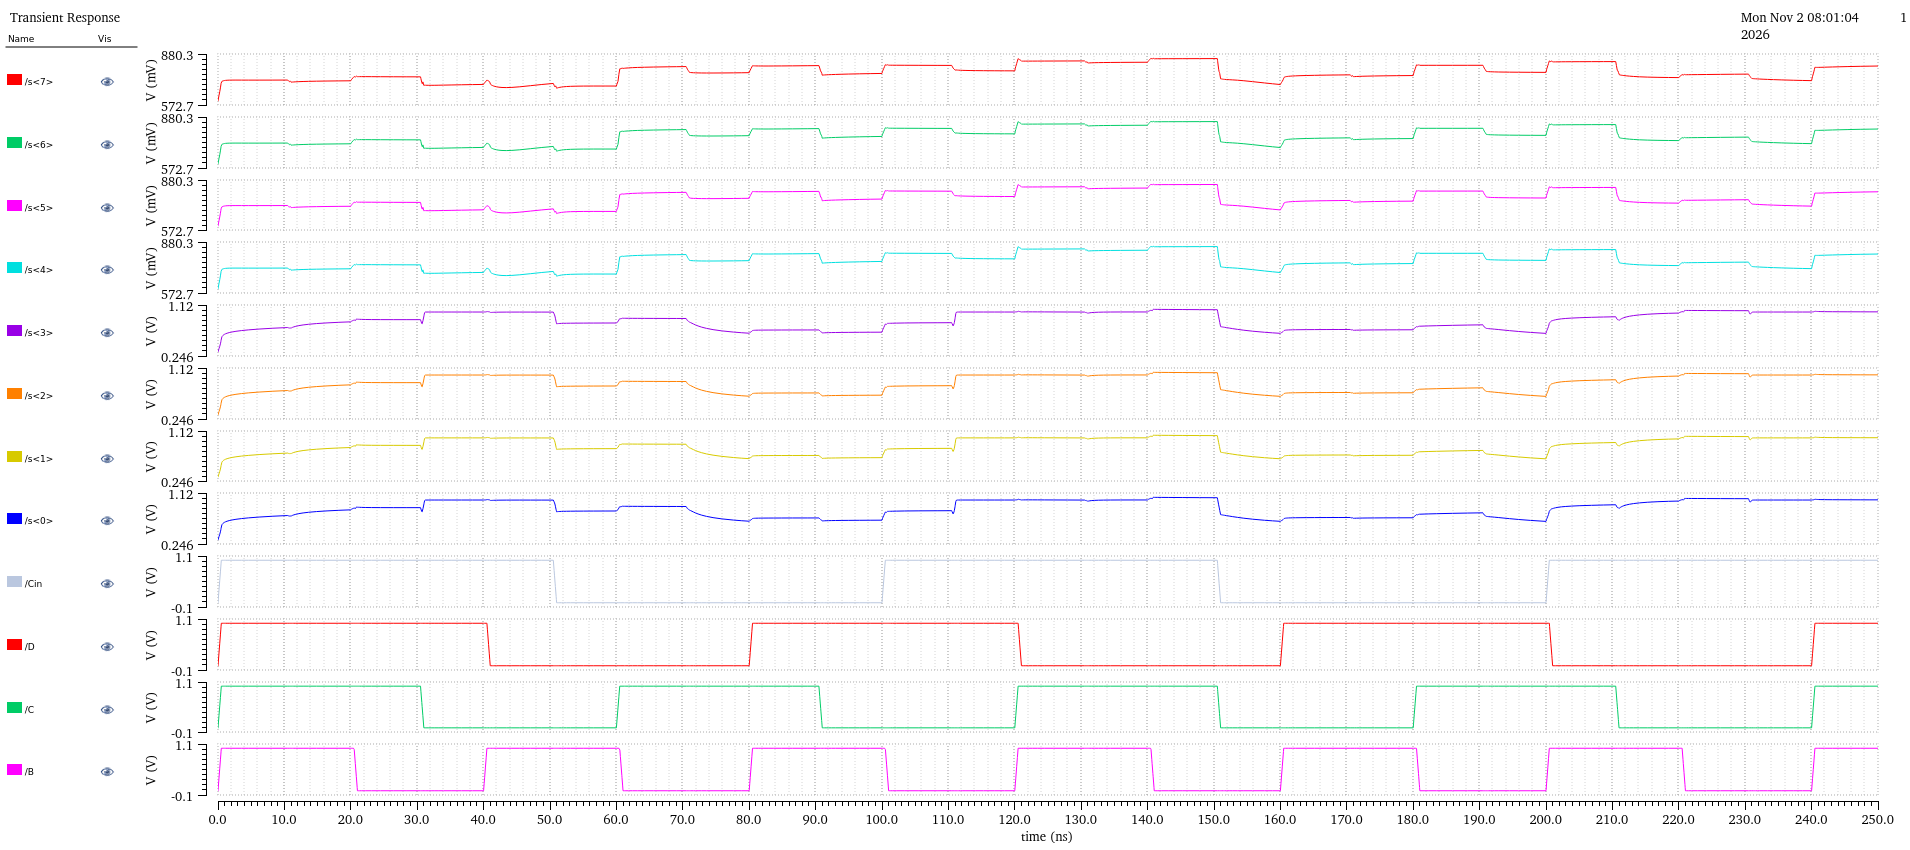 Transient Response
Mon Nov 2 08:01:04 1
2026
Name Vis
/s<7> V (mV) 880.3 572.7
/s<6> V (mV) 880.3 572.7
/s<5> V (mV) 880.3 572.7
/s<4> V (mV) 880.3 572.7
/s<3> V (V) 1.12 0.246
/s<2> V (V) 1.12 0.246
/s<1> V (V) 1.12 0.246
/s<0> V (V) 1.12 0.246
/Cin V (V) 1.1 -0.1
/D V (V) 1.1 -0.1
/C V (V) 1.1 -0.1
/B V (V) 1.1 -0.1
0.0 10.0 20.0 30.0 40.0 50.0 60.0 70.0 80.0 90.0 100.0 110.0 120.0 130.0 140.0 150.0 160.0 170.0 180.0 190.0 200.0 210.0 220.0 230.0 240.0 250.0
time (ns)